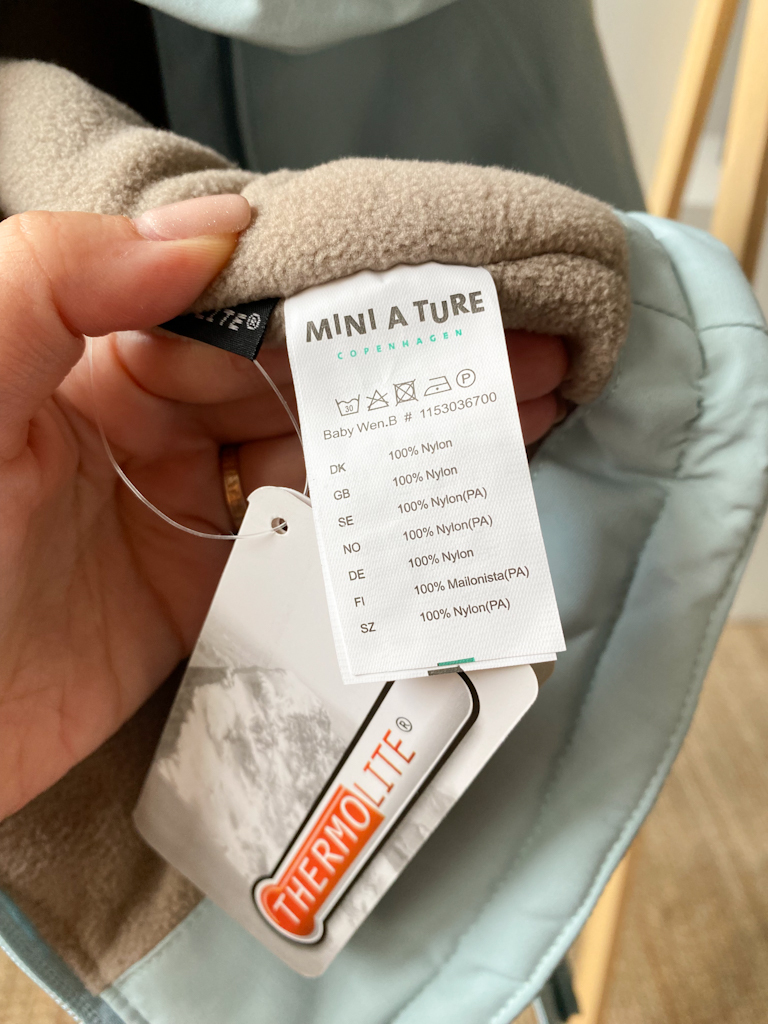 MINI A TURE
COPENHAGEN
30 P
Baby Wen.B # 1153036700
DK 100% Nylon
GB 100% Nylon
SE 100% Nylon(PA)
NO 100% Nylon(PA)
DE 100% Nylon
FI 100% Mailonista(PA)
SZ 100% Nylon(PA)
THERMOLITE®